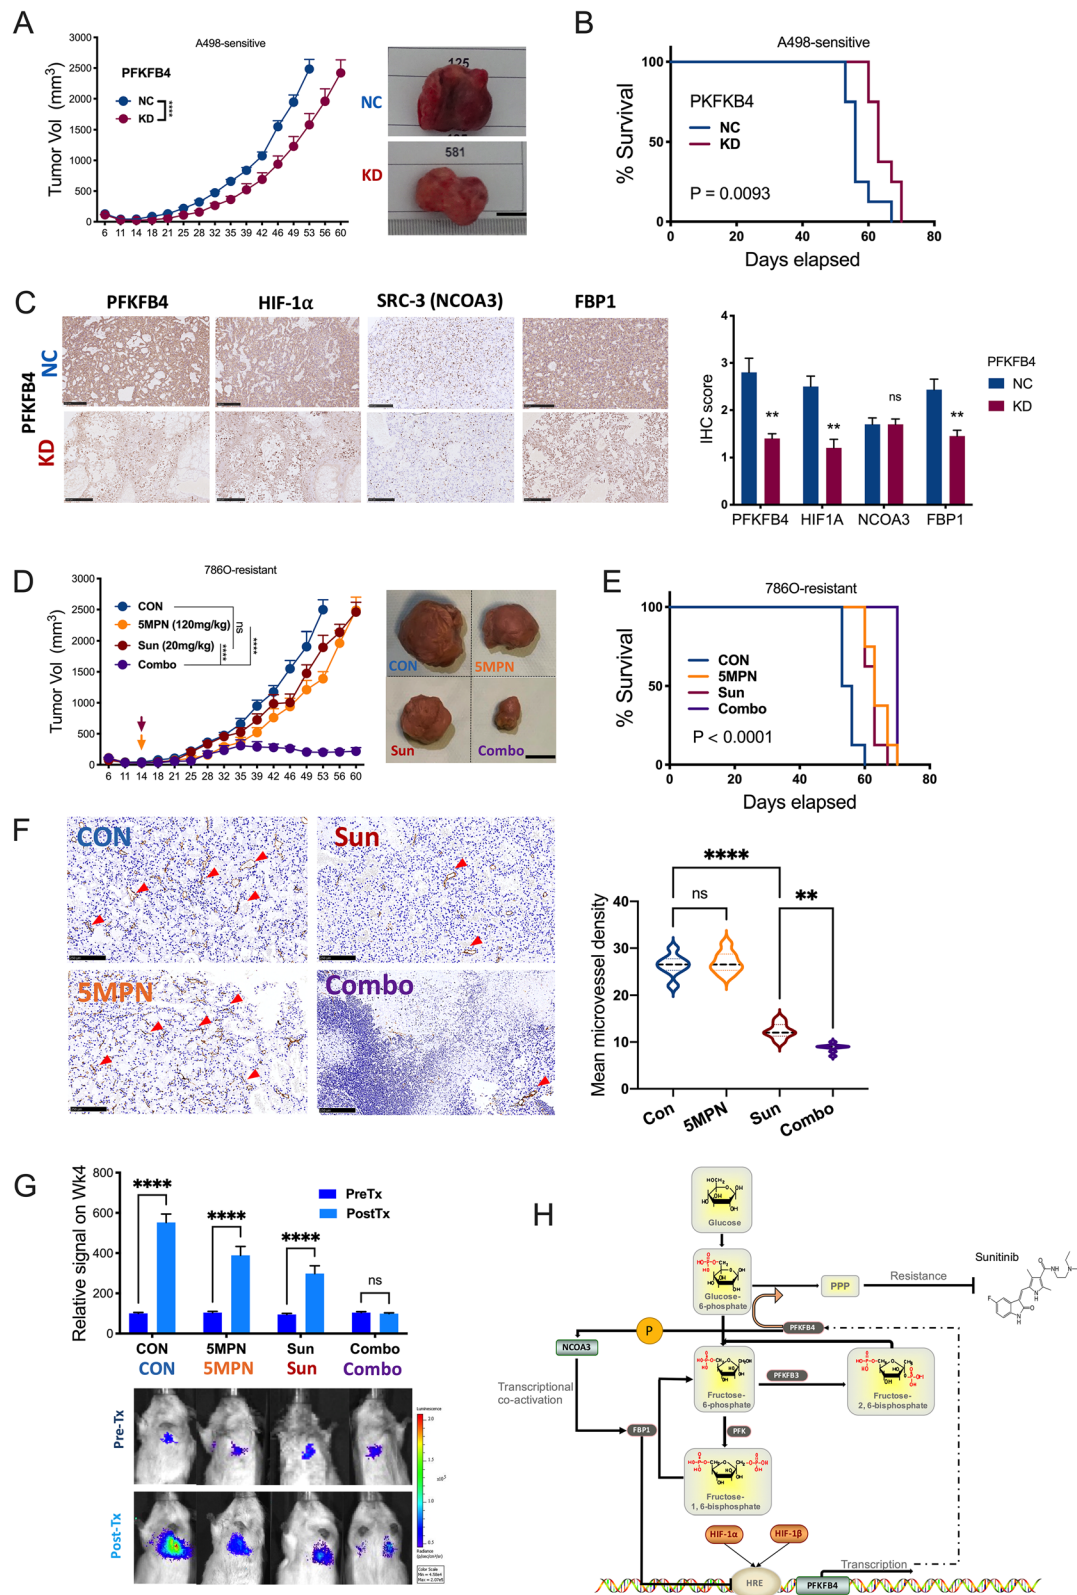 A
A498-sensitive
Tumor Vol (mm³)
3000
2500
2000
1500
1000
500
0
PFKFB4
NC
KD
****
6 11 14 18 21 25 28 32 35 39 42 46 49 53 56 60
NC
125
KD
581
B
A498-sensitive
% Survival
100
50
0
PKFKB4
NC
KD
P = 0.0093
0 20 40 60 80
Days elapsed
C
PFKFB4 HIF-1α SRC-3 (NCOA3) FBP1
PFKFB4
NC
KD
IHC score
4
3
2
1
0
** ** ns **
PFKFB4 HIF1A NCOA3 FBP1
PFKFB4
NC
KD
D
786O-resistant
Tumor Vol (mm³)
3000
2500
2000
1500
1000
500
0
CON
5MPN (120mg/kg)
Sun (20mg/kg)
Combo
**** ns ****
6 11 14 18 21 25 28 32 35 39 42 46 49 53 56 60
CON 5MPN
Sun Combo
E
786O-resistant
% Survival
100
50
0
CON
5MPN
Sun
Combo
P < 0.0001
0 20 40 60 80
Days elapsed
F
CON Sun
5MPN Combo
Mean microvessel density
40
30
20
10
0
****
ns **
Con 5MPN Sun Combo
G
Relative signal on Wk4
800
600
400
200
0
**** **** **** ns
PreTx
PostTx
CON 5MPN Sun Combo
CON 5MPN Sun Combo
Pre-Tx
Post-Tx
Luminescence
Color Scale
H
Glucose
Glucose-
6-phosphate
PPP
Resistance
Sunitinib
PFKFB4
P
NCOA3
Transcriptional
co-activation
Fructose-
6-phosphate
PFKFB3
Fructose-
2, 6-bisphosphate
FBP1
PFK
Fructose-
1, 6-bisphosphate
HIF-1α
HIF-1β
HRE
PFKFB4
Transcription